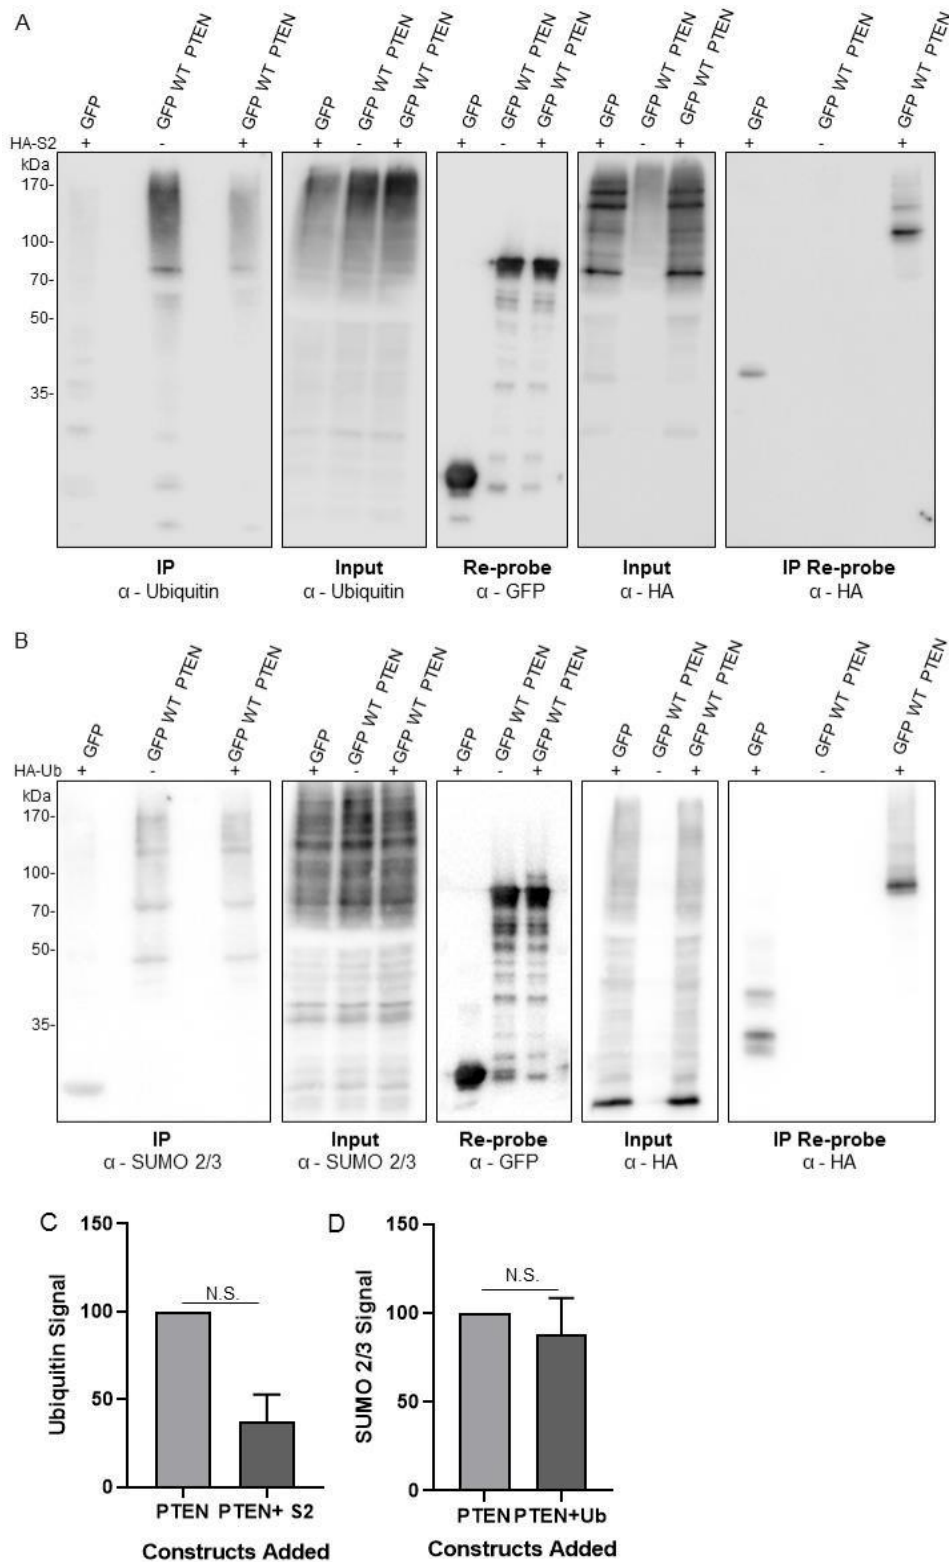 A
GFP GFP WT PTEN GFP WT PTEN GFP GFP WT PTEN GFP WT PTEN GFP GFP WT PTEN GFP WT PTEN GFP GFP WT PTEN GFP WT PTEN GFP GFP WT PTEN GFP WT PTEN
HA-S2 + - + + - + + - + + - + + - +
kDa
170-
100-
70-
50-
35-
IP Input Re-probe Input IP Re-probe
α - Ubiquitin α - Ubiquitin α - GFP α - HA α - HA
B
GFP GFP WT PTEN GFP WT PTEN GFP GFP WT PTEN GFP WT PTEN GFP GFP WT PTEN GFP WT PTEN GFP GFP WT PTEN GFP WT PTEN GFP GFP WT PTEN GFP WT PTEN
HA-Ub + - + + - + + - + + - + + - +
kDa
170-
100-
70-
50-
35-
IP Input Re-probe Input IP Re-probe
α - SUMO 2/3 α - SUMO 2/3 α - GFP α - HA α - HA
C
150
100
50
0
Ubiquitin Signal
N.S.
PTEN PTEN+ S2
Constructs Added
D
150
100
50
0
SUMO 2/3 Signal
N.S.
PTEN PTEN+Ub
Constructs Added